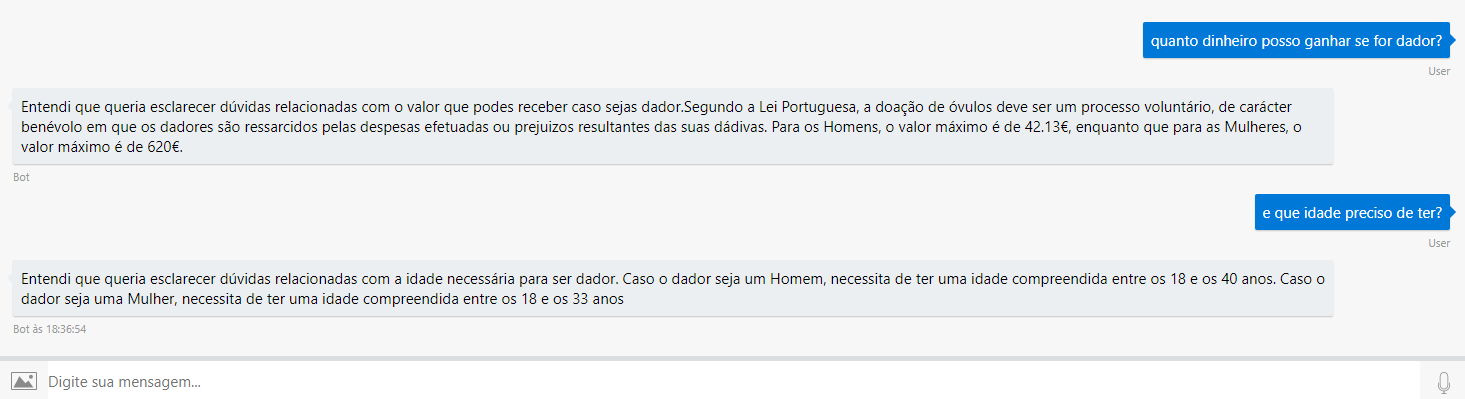 quanto dinheiro posso ganhar se for dador?
User
Entendi que queria esclarecer dúvidas relacionadas com o valor que podes receber caso sejas dador.Segundo a Lei Portuguesa, a doação de óvulos deve ser um processo voluntário, de carácter
benévolo em que os dadores são ressarcidos pelas despesas efetuadas ou prejuizos resultantes das suas dádivas. Para os Homens, o valor máximo é de 42.13€, enquanto que para as Mulheres, o
valor máximo é de 620€.
Bot
e que idade preciso de ter?
User
Entendi que queria esclarecer dúvidas relacionadas com a idade necessária para ser dador. Caso o dador seja um Homem, necessita de ter uma idade compreendida entre os 18 e os 40 anos. Caso o
dador seja uma Mulher, necessita de ter uma idade compreendida entre os 18 e os 33 anos
Bot às 18:36:54
Digite sua mensagem...